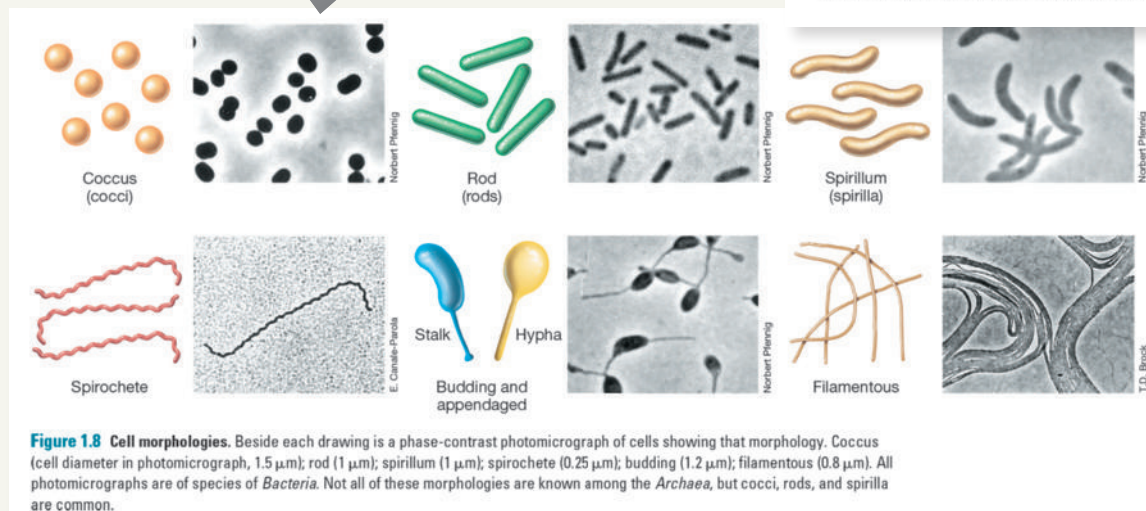 Coccus
(cocci)
Norbert Pfennig
Rod
(rods)
Norbert Pfennig
Spirillum
(spirilla)
Norbert Pfennig
Spirochete
E. Canale-Parola
Stalk
Hypha
Budding and
appendaged
Norbert Pfennig
Filamentous
T.D. Brock
Figure 1.8 Cell morphologies. Beside each drawing is a phase-contrast photomicrograph of cells showing that morphology. Coccus
(cell diameter in photomicrograph, 1.5 μm); rod (1 μm); spirillum (1 μm); spirochete (0.25 μm); budding (1.2 μm); filamentous (0.8 μm). All
photomicrographs are of species of Bacteria. Not all of these morphologies are known among the Archaea, but cocci, rods, and spirilla
are common.